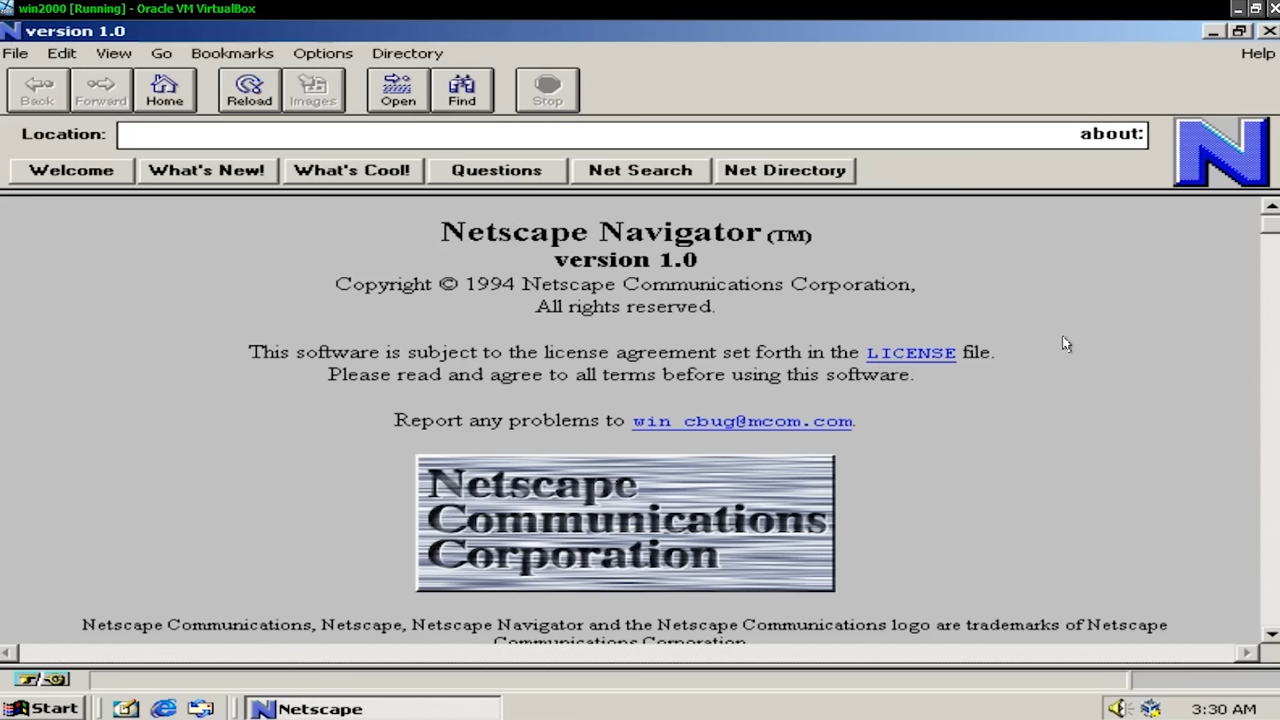 win2000 [Running] - Oracle VM VirtualBox
version 1.0
File Edit View Go Bookmarks Options Directory Help
Back Forward Home Reload Images Open Find Stop
Location: about:
Welcome What's New! What's Cool! Questions Net Search Net Directory
Netscape Navigator (TM)
version 1.0
Copyright © 1994 Netscape Communications Corporation,
All rights reserved.
This software is subject to the license agreement set forth in the LICENSE file.
Please read and agree to all terms before using this software.
Report any problems to win_cbug@mcom.com.
Netscape
Communications
Corporation
Netscape Communications, Netscape, Netscape Navigator and the Netscape Communications logo are trademarks of Netscape
Communications Corporation
Start Netscape 3:30 AM